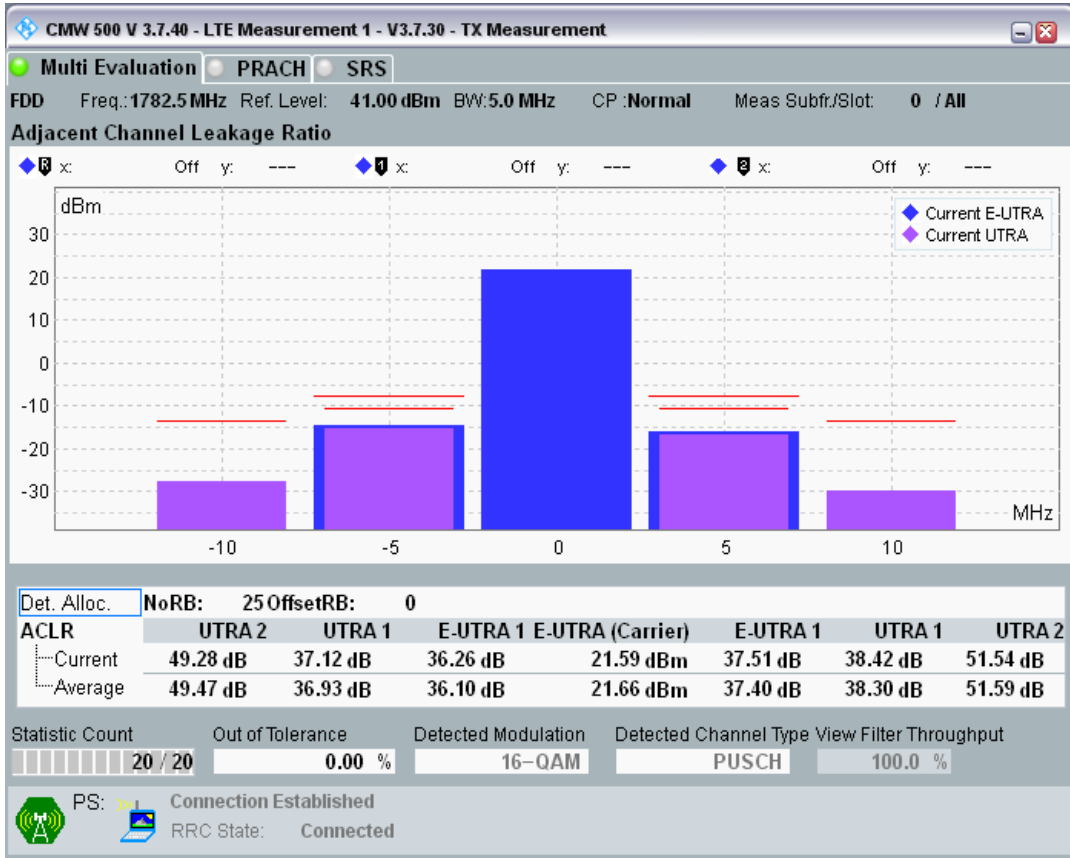 CMW 500 V 3.7.40 - LTE Measurement 1 - V3.7.30 - TX Measurement
Multi Evaluation PRACH SRS
FDD Freq.: 1782.5 MHz Ref. Level: 41.00 dBm BW: 5.0 MHz CP : Normal Meas Subfr./Slot: 0 / All
Adjacent Channel Leakage Ratio
R x: Off y: --- 1 x: Off y: --- 2 x: Off y: ---
dBm
Current E-UTRA
Current UTRA
30
20
10
0
-10
-20
-30
MHz
-10 -5 0 5 10
Det. Alloc. NoRB: 25 OffsetRB: 0
ACLR UTRA 2 UTRA 1 E-UTRA 1 E-UTRA (Carrier) E-UTRA 1 UTRA 1 UTRA 2
Current 49.28 dB 37.12 dB 36.26 dB 21.59 dBm 37.51 dB 38.42 dB 51.54 dB
Average 49.47 dB 36.93 dB 36.10 dB 21.66 dBm 37.40 dB 38.30 dB 51.59 dB
Statistic Count Out of Tolerance Detected Modulation Detected Channel Type View Filter Throughput
20 / 20 0.00 % 16-QAM PUSCH 100.0 %
PS: Connection Established
RRC State: Connected